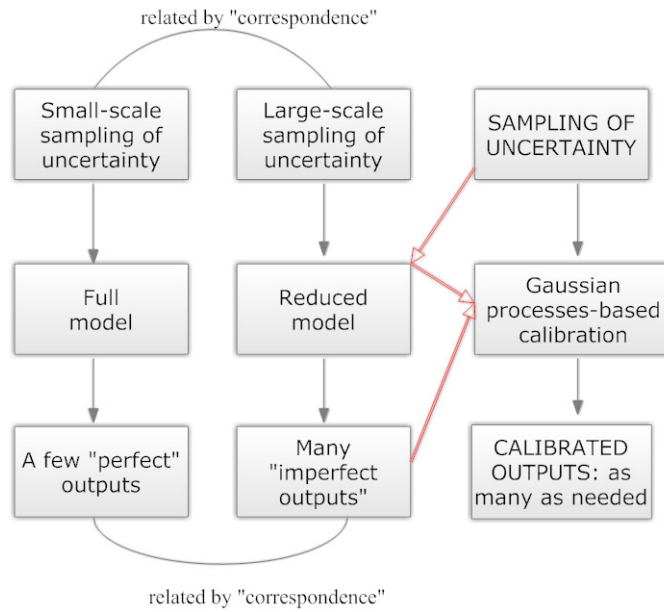 related by "correspondence"
Small-scale
sampling of
uncertainty
Large-scale
sampling of
uncertainty
SAMPLING OF
UNCERTAINTY
Full
model
Reduced
model
Gaussian
processes-based
calibration
A few "perfect"
outputs
Many
"imperfect
outputs"
CALIBRATED
OUTPUTS: as
many as needed
related by "correspondence"